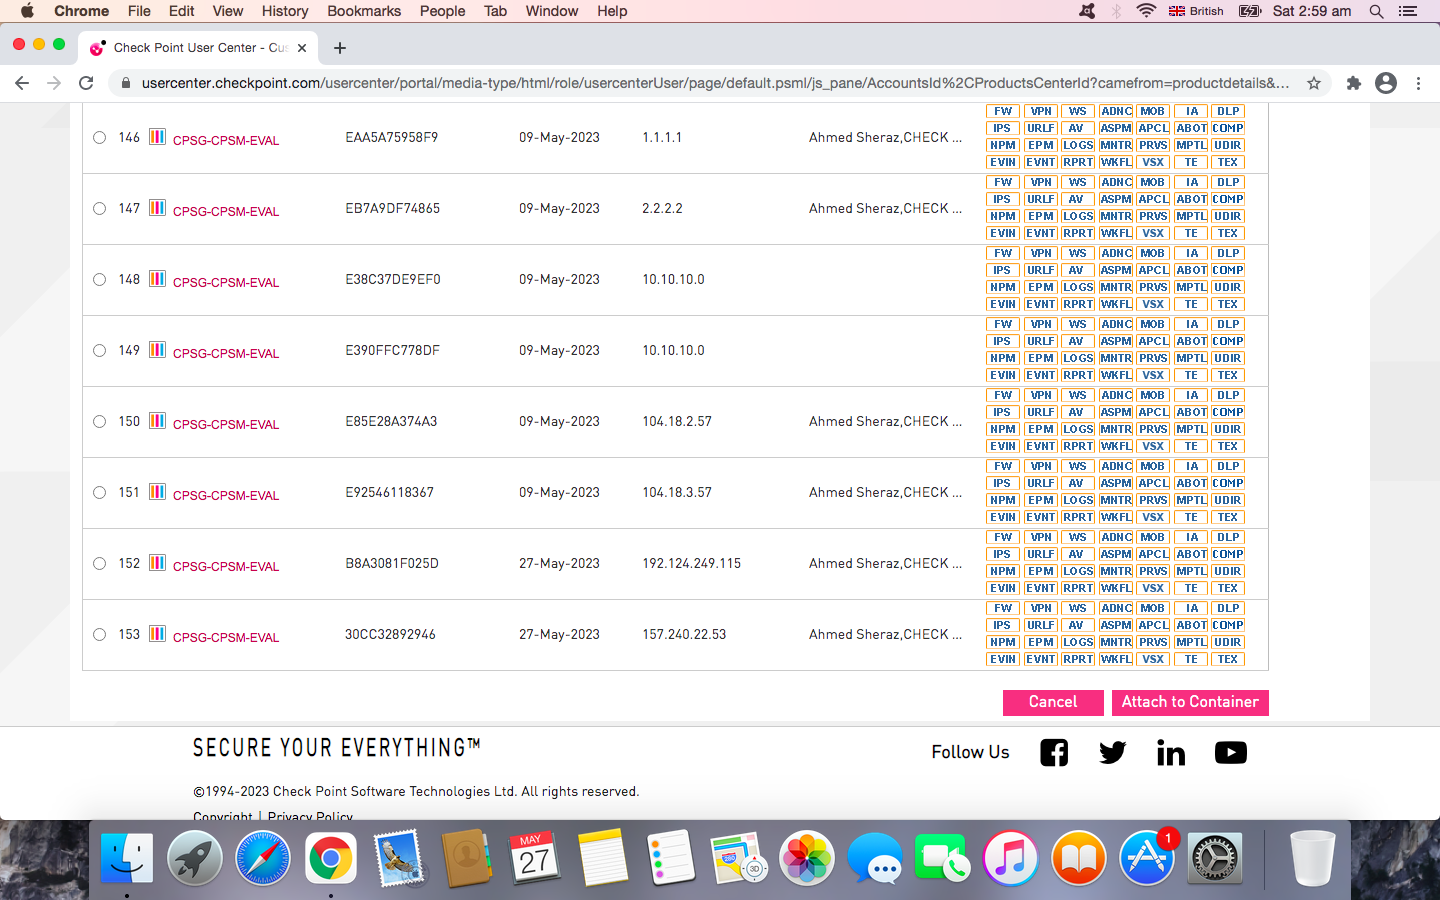 Chrome File Edit View History Bookmarks People Tab Window Help British Sat 2:59 am
Check Point User Center - Cus
usercenter.checkpoint.com/usercenter/portal/media-type/html/role/usercenterUser/page/default.psml/js_pane/AccountsId%2CProductsCenterId?camefrom=productdetails&...
FW VPN WS ADNC MOB IA DLP
146 CPSG-CPSM-EVAL EAA5A75958F9 09-May-2023 1.1.1.1 Ahmed Sheraz,CHECK ...
IPS URLF AV ASPM APCL ABOT COMP
NPM EPM LOGS MNTR PRVS MPTL UDIR
EVIN EVNT RPRT WKFL VSX TE TEX
FW VPN WS ADNC MOB IA DLP
147 CPSG-CPSM-EVAL EB7A9DF74865 09-May-2023 2.2.2.2 Ahmed Sheraz,CHECK ...
IPS URLF AV ASPM APCL ABOT COMP
NPM EPM LOGS MNTR PRVS MPTL UDIR
EVIN EVNT RPRT WKFL VSX TE TEX
FW VPN WS ADNC MOB IA DLP
148 CPSG-CPSM-EVAL E38C37DE9EF0 09-May-2023 10.10.10.0
IPS URLF AV ASPM APCL ABOT COMP
NPM EPM LOGS MNTR PRVS MPTL UDIR
EVIN EVNT RPRT WKFL VSX TE TEX
FW VPN WS ADNC MOB IA DLP
149 CPSG-CPSM-EVAL E390FFC778DF 09-May-2023 10.10.10.0
IPS URLF AV ASPM APCL ABOT COMP
NPM EPM LOGS MNTR PRVS MPTL UDIR
EVIN EVNT RPRT WKFL VSX TE TEX
FW VPN WS ADNC MOB IA DLP
150 CPSG-CPSM-EVAL E85E28A374A3 09-May-2023 104.18.2.57 Ahmed Sheraz,CHECK ...
IPS URLF AV ASPM APCL ABOT COMP
NPM EPM LOGS MNTR PRVS MPTL UDIR
EVIN EVNT RPRT WKFL VSX TE TEX
FW VPN WS ADNC MOB IA DLP
151 CPSG-CPSM-EVAL E92546118367 09-May-2023 104.18.3.57 Ahmed Sheraz,CHECK ...
IPS URLF AV ASPM APCL ABOT COMP
NPM EPM LOGS MNTR PRVS MPTL UDIR
EVIN EVNT RPRT WKFL VSX TE TEX
FW VPN WS ADNC MOB IA DLP
152 CPSG-CPSM-EVAL B8A3081F025D 27-May-2023 192.124.249.115 Ahmed Sheraz,CHECK ...
IPS URLF AV ASPM APCL ABOT COMP
NPM EPM LOGS MNTR PRVS MPTL UDIR
EVIN EVNT RPRT WKFL VSX TE TEX
FW VPN WS ADNC MOB IA DLP
153 CPSG-CPSM-EVAL 30CC32892946 27-May-2023 157.240.22.53 Ahmed Sheraz,CHECK ...
IPS URLF AV ASPM APCL ABOT COMP
NPM EPM LOGS MNTR PRVS MPTL UDIR
EVIN EVNT RPRT WKFL VSX TE TEX
Cancel Attach to Container
SECURE YOUR EVERYTHING™ Follow Us
©1994-2023 Check Point Software Technologies Ltd. All rights reserved.
Copyright | Privacy Policy
MAY
27
280
3D
1